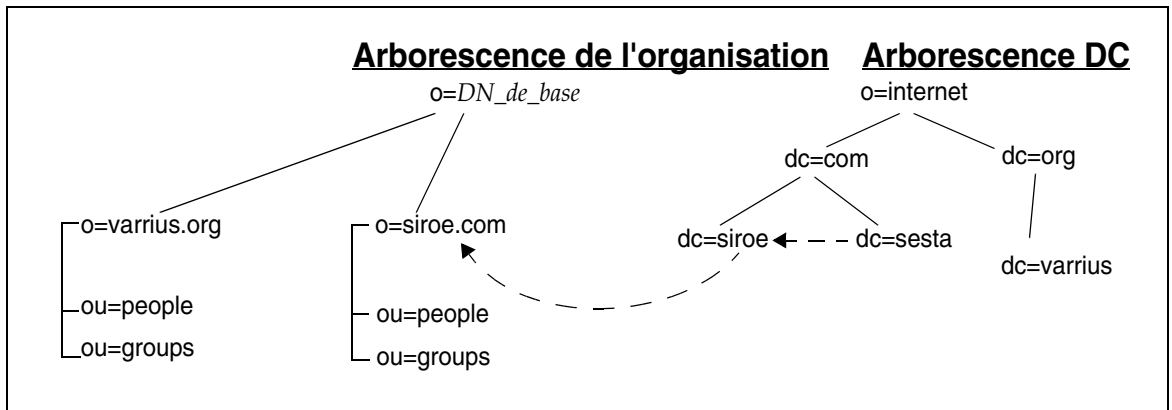 Arborescence de l'organisation
Arborescence DC
o=DN_de_base
o=internet
dc=com
dc=org
o=varrius.org
o=siroe.com
dc=siroe
dc=sesta
dc=varrius
ou=people
ou=people
ou=groups
ou=groups